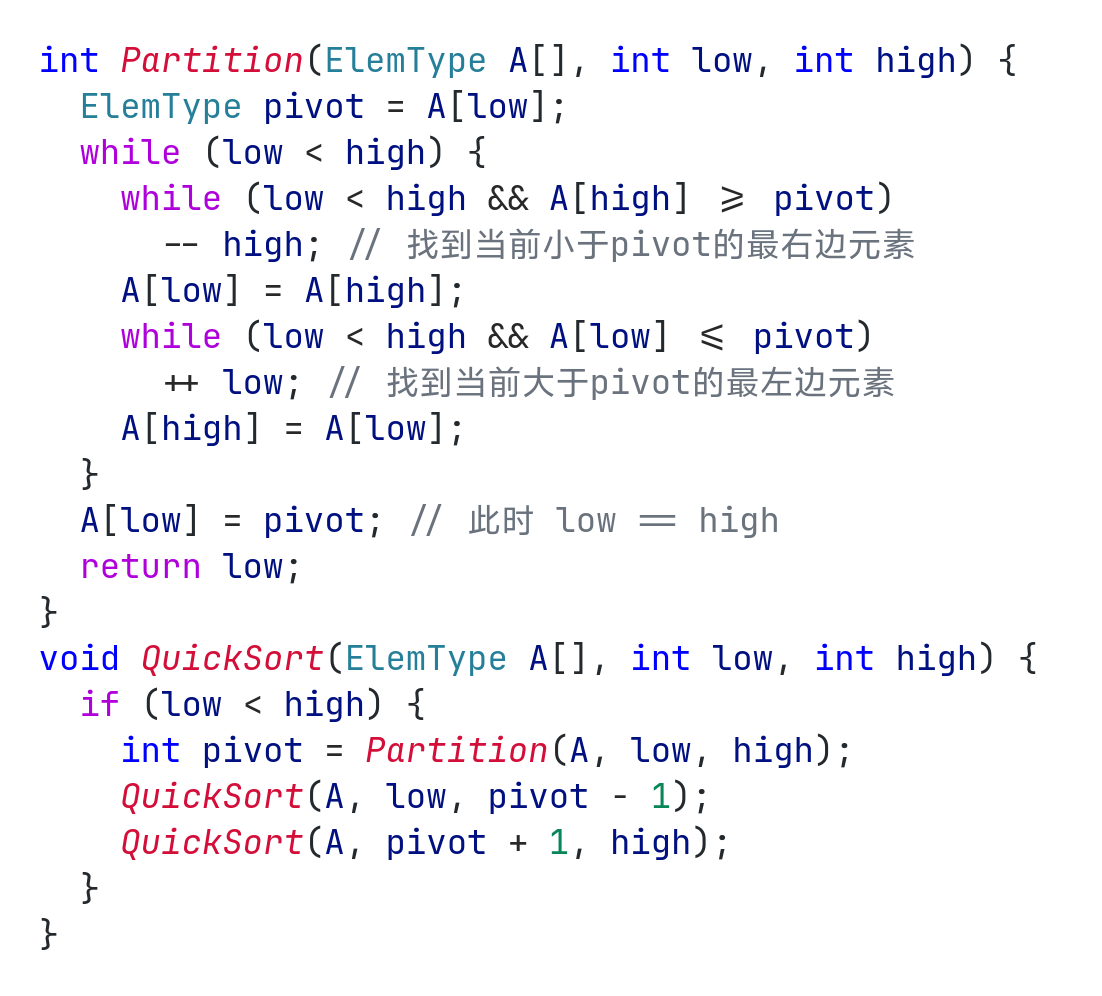 int Partition(ElemType A[], int low, int high) {
  ElemType pivot = A[low];
  while (low < high) {
    while (low < high && A[high] >= pivot)
      -- high; // 找到当前小于pivot的最右边元素
    A[low] = A[high];
    while (low < high && A[low] <= pivot)
      ++ low; // 找到当前大于pivot的最左边元素
    A[high] = A[low];
  }
  A[low] = pivot; // 此时 low == high
  return low;
}
void QuickSort(ElemType A[], int low, int high) {
  if (low < high) {
    int pivot = Partition(A, low, high);
    QuickSort(A, low, pivot - 1);
    QuickSort(A, pivot + 1, high);
  }
}